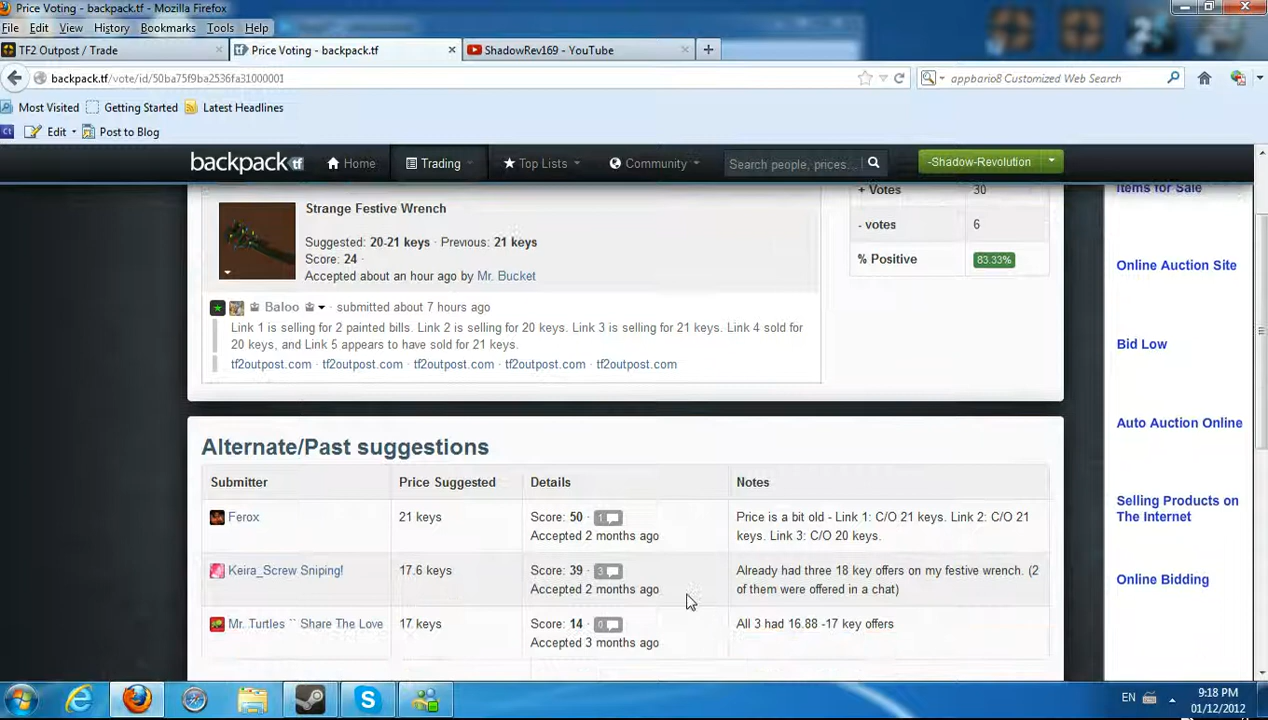 Price Voting - backpack.tf - Mozilla Firefox
File Edit View History Bookmarks Tools Help
TF2 Outpost / Trade
Price Voting - backpack.tf
ShadowRev169 - YouTube
backpack.tf/vote/id/50ba75f9ba2536fa31000001
appbario8 Customized Web Search
Most Visited Getting Started Latest Headlines
Ct Edit Post to Blog
backpack tf Home Trading Top Lists Community Search people, prices... -Shadow-Revolution
Items for Sale
+ Votes 30
Strange Festive Wrench
- votes 6
Suggested: 20-21 keys · Previous: 21 keys
Score: 24 ·
% Positive 83.33%
Online Auction Site
Accepted about an hour ago by Mr. Bucket
Baloo · submitted about 7 hours ago
Link 1 is selling for 2 painted bills. Link 2 is selling for 20 keys. Link 3 is selling for 21 keys. Link 4 sold for
20 keys, and Link 5 appears to have sold for 21 keys.
Bid Low
tf2outpost.com · tf2outpost.com · tf2outpost.com · tf2outpost.com · tf2outpost.com
Auto Auction Online
Alternate/Past suggestions
Submitter Price Suggested Details Notes
Selling Products on
The Internet
Ferox 21 keys Score: 50 · 1 Price is a bit old - Link 1: C/O 21 keys. Link 2: C/O 21
Accepted 2 months ago keys. Link 3: C/O 20 keys.
Keira_Screw Sniping! 17.6 keys Score: 39 · 3 Already had three 18 key offers on my festive wrench. (2
Accepted 2 months ago of them were offered in a chat)
Online Bidding
Mr. Turtles `` Share The Love 17 keys Score: 14 · 0 All 3 had 16.88 -17 key offers
Accepted 3 months ago
EN
9:18 PM
01/12/2012